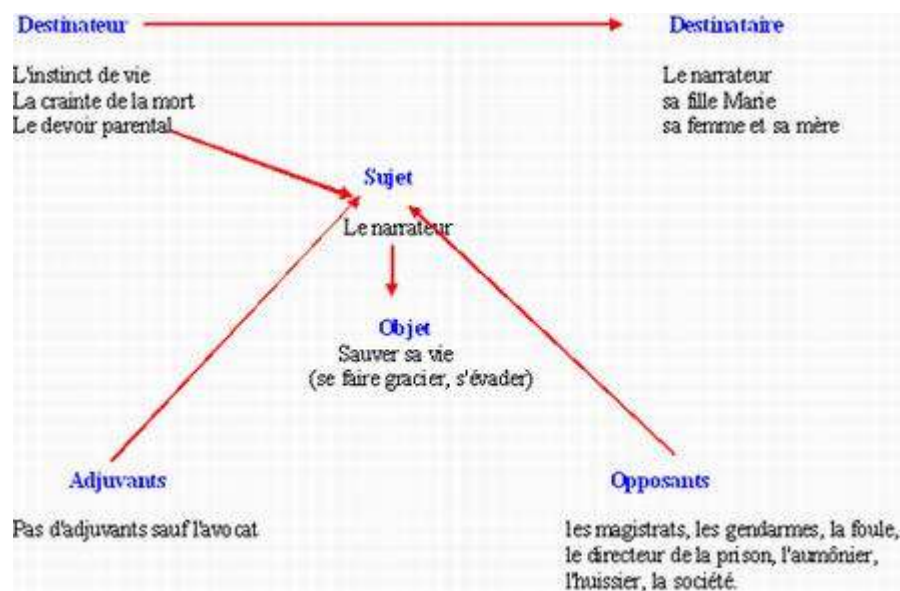 Destinateur
Destinataire
L'instinct de vie
La crainte de la mort
Le devoir parental
Le narrateur
sa fille Marie
sa femme et sa mère
Sujet
Le narrateur
Objet
Sauver sa vie
(se faire gracier, s'évader)
Adjuvants
Opposants
Pas d'adjuvants sauf l'avocat
les magistrats, les gendarmes, la foule,
le directeur de la prison, l'aumônier,
l'huissier, la société.